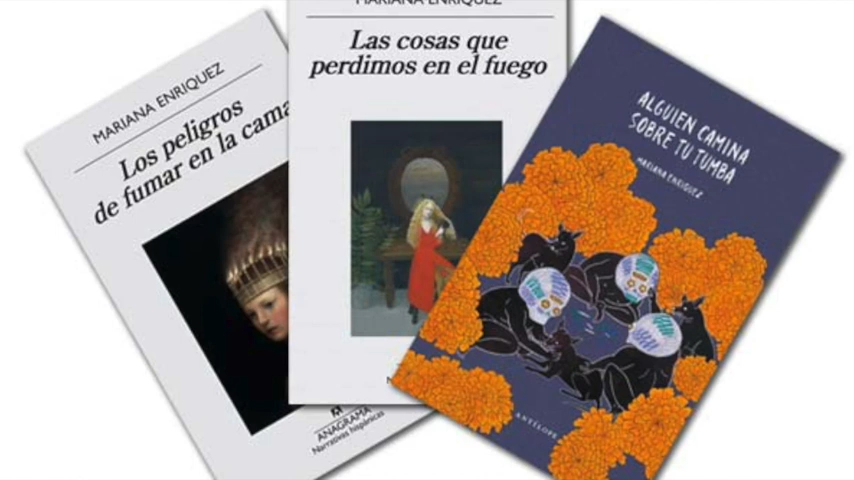 MARIANA ENRIQUEZ
Los peligros
de fumar en la cama
ANAGRAMA
Narrativas hispánicas
MARIANA ENRIQUEZ
Las cosas que
perdimos en el fuego
ALGUIEN CAMINA
SOBRE TU TUMBA
MARIANA ENRIQUEZ
ANTÍLOPE